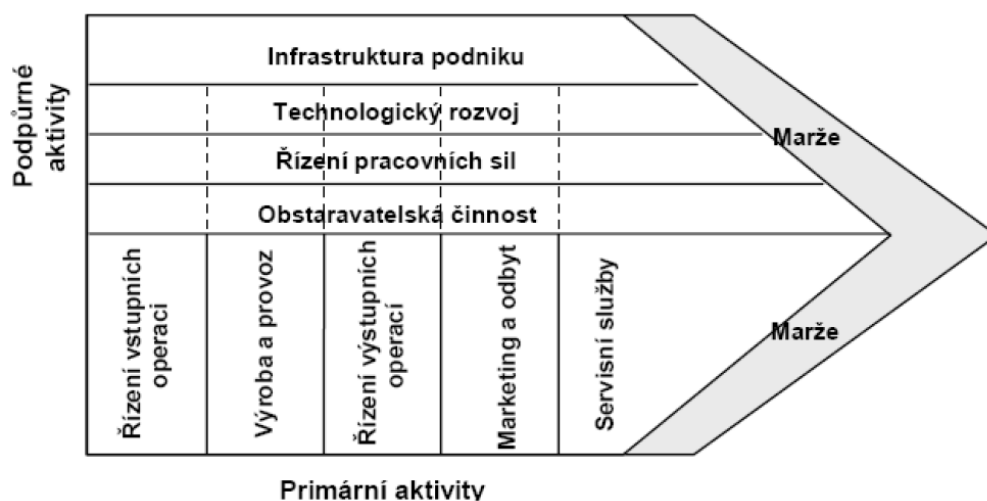 Podpůrné
aktivity
Infrastruktura podniku
Technologický rozvoj
Řízení pracovních sil
Obstaravatelská činnost
Marže
Marže
Řízení vstupních
operací
Výroba a provoz
Řízení výstupních
operací
Marketing a odbyt
Servisní služby
Primární aktivity